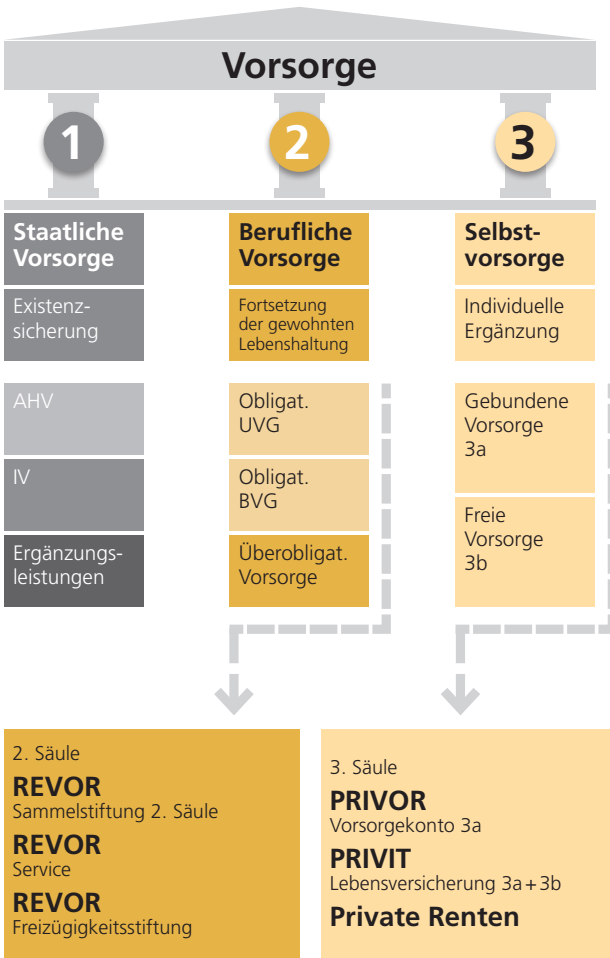 Vorsorge
1
2
3
Staatliche
Vorsorge
Existenz-
sicherung
AHV
IV
Ergänzungs-
leistungen
Berufliche
Vorsorge
Fortsetzung
der gewohnten
Lebenshaltung
Obligat.
UVG
Obligat.
BVG
Überobligat.
Vorsorge
Selbst-
vorsorge
Individuelle
Ergänzung
Gebundene
Vorsorge
3a
Freie
Vorsorge
3b
2. Säule
REVOR
Sammelstiftung 2. Säule
REVOR
Service
REVOR
Freizügigkeitsstiftung
3. Säule
PRIVOR
Vorsorgekonto 3a
PRIVIT
Lebensversicherung 3a+3b
Private Renten